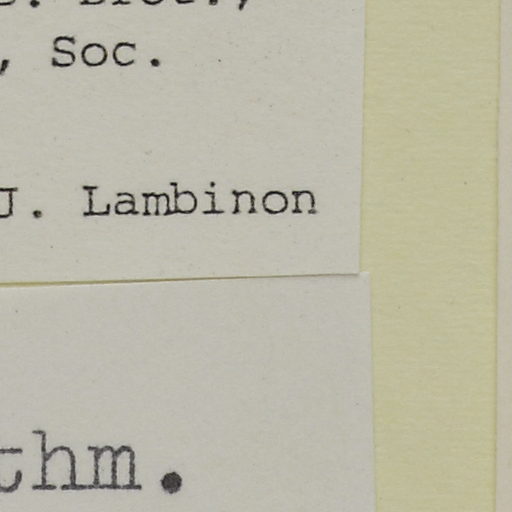 , Soc.
J. Lambinon
thm.